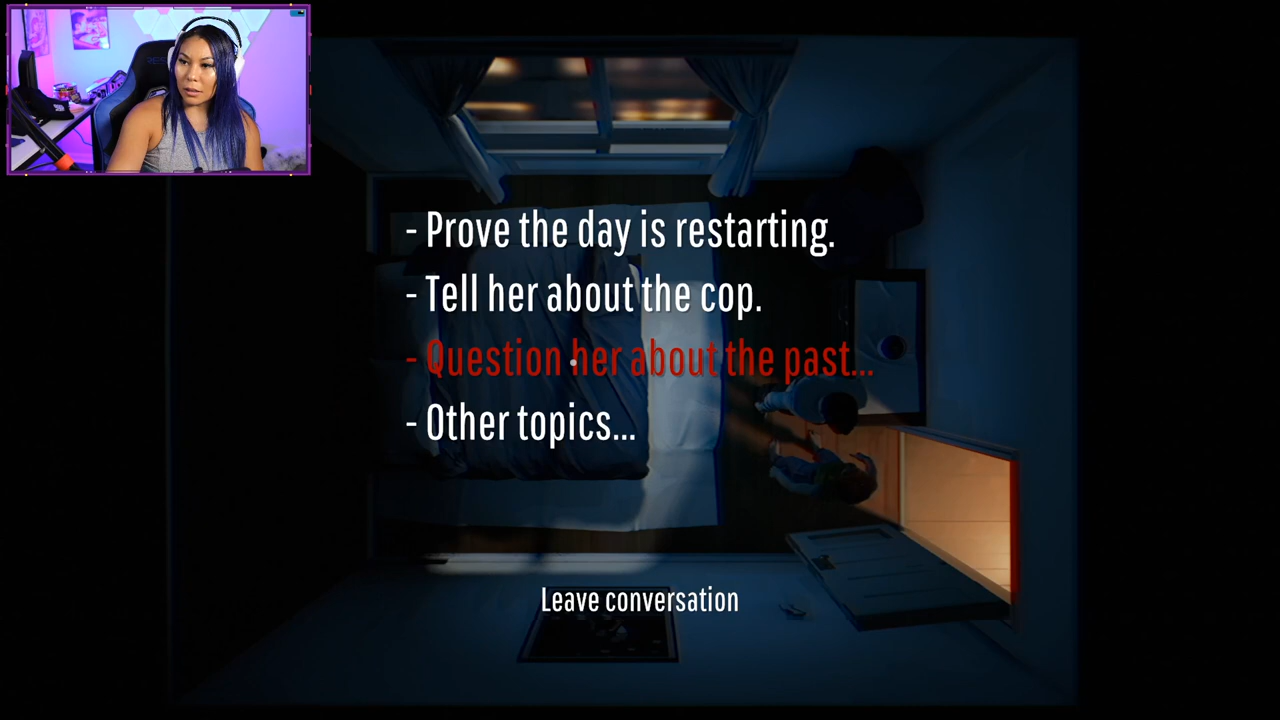 - Prove the day is restarting.
- Tell her about the cop.
- Question her about the past...
- Other topics...
Leave conversation